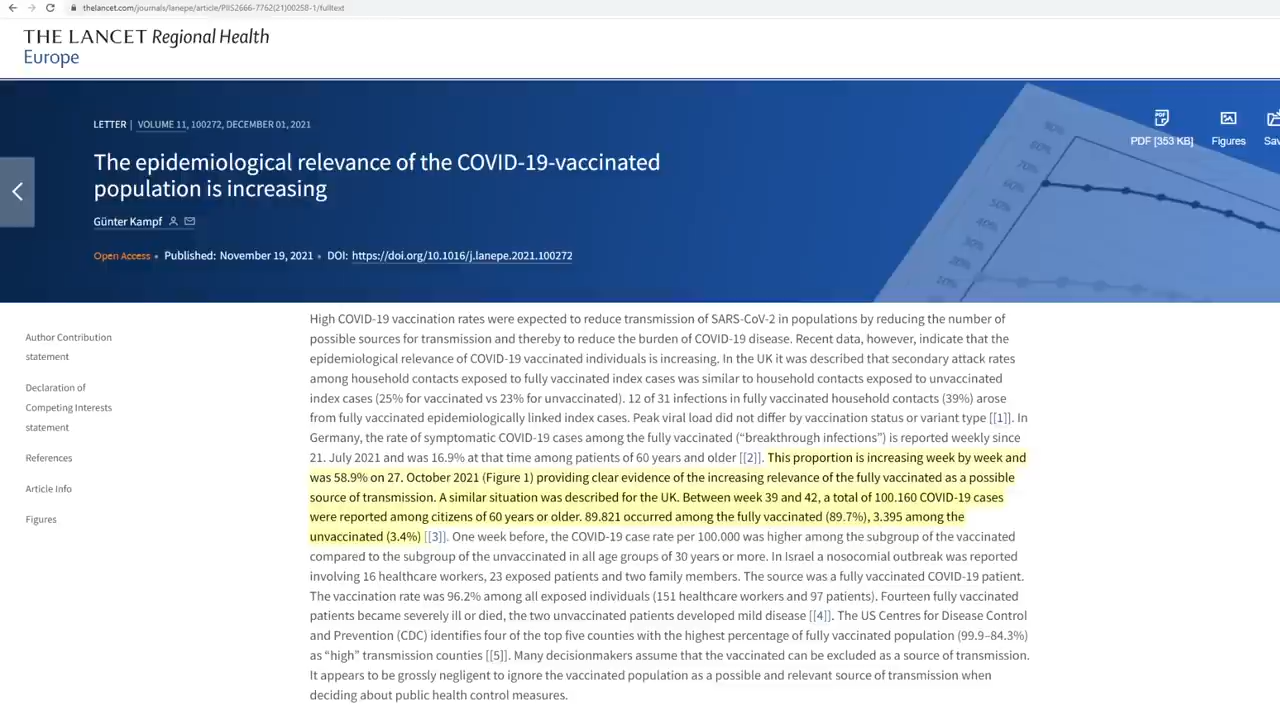 thelancet.com/journals/lanepe/article/PIIS2666-7762(21)00258-1/fulltext
THE LANCET Regional Health
Europe
LETTER | VOLUME 11, 100272, DECEMBER 01, 2021
The epidemiological relevance of the COVID-19-vaccinated
population is increasing
Günter Kampf
Open Access • Published: November 19, 2021 • DOI: https://doi.org/10.1016/j.lanepe.2021.100272
PDF
PDF [353 KB]
Figures
Sav
90%
80%
70%
60%
50%
40%
30%
20%
10%
Author Contribution
statement
Declaration of
Competing Interests
statement
References
Article Info
Figures
High COVID-19 vaccination rates were expected to reduce transmission of SARS-CoV-2 in populations by reducing the number of
possible sources for transmission and thereby to reduce the burden of COVID-19 disease. Recent data, however, indicate that the
epidemiological relevance of COVID-19 vaccinated individuals is increasing. In the UK it was described that secondary attack rates
among household contacts exposed to fully vaccinated index cases was similar to household contacts exposed to unvaccinated
index cases (25% for vaccinated vs 23% for unvaccinated). 12 of 31 infections in fully vaccinated household contacts (39%) arose
from fully vaccinated epidemiologically linked index cases. Peak viral load did not differ by vaccination status or variant type [[1]]. In
Germany, the rate of symptomatic COVID-19 cases among the fully vaccinated (“breakthrough infections”) is reported weekly since
21. July 2021 and was 16.9% at that time among patients of 60 years and older [[2]]. This proportion is increasing week by week and
was 58.9% on 27. October 2021 (Figure 1) providing clear evidence of the increasing relevance of the fully vaccinated as a possible
source of transmission. A similar situation was described for the UK. Between week 39 and 42, a total of 100.160 COVID-19 cases
were reported among citizens of 60 years or older. 89.821 occurred among the fully vaccinated (89.7%), 3.395 among the
unvaccinated (3.4%) [[3]]. One week before, the COVID-19 case rate per 100.000 was higher among the subgroup of the vaccinated
compared to the subgroup of the unvaccinated in all age groups of 30 years or more. In Israel a nosocomial outbreak was reported
involving 16 healthcare workers, 23 exposed patients and two family members. The source was a fully vaccinated COVID-19 patient.
The vaccination rate was 96.2% among all exposed individuals (151 healthcare workers and 97 patients). Fourteen fully vaccinated
patients became severely ill or died, the two unvaccinated patients developed mild disease [[4]]. The US Centres for Disease Control
and Prevention (CDC) identifies four of the top five counties with the highest percentage of fully vaccinated population (99.9–84.3%)
as “high” transmission counties [[5]]. Many decisionmakers assume that the vaccinated can be excluded as a source of transmission.
It appears to be grossly negligent to ignore the vaccinated population as a possible and relevant source of transmission when
deciding about public health control measures.